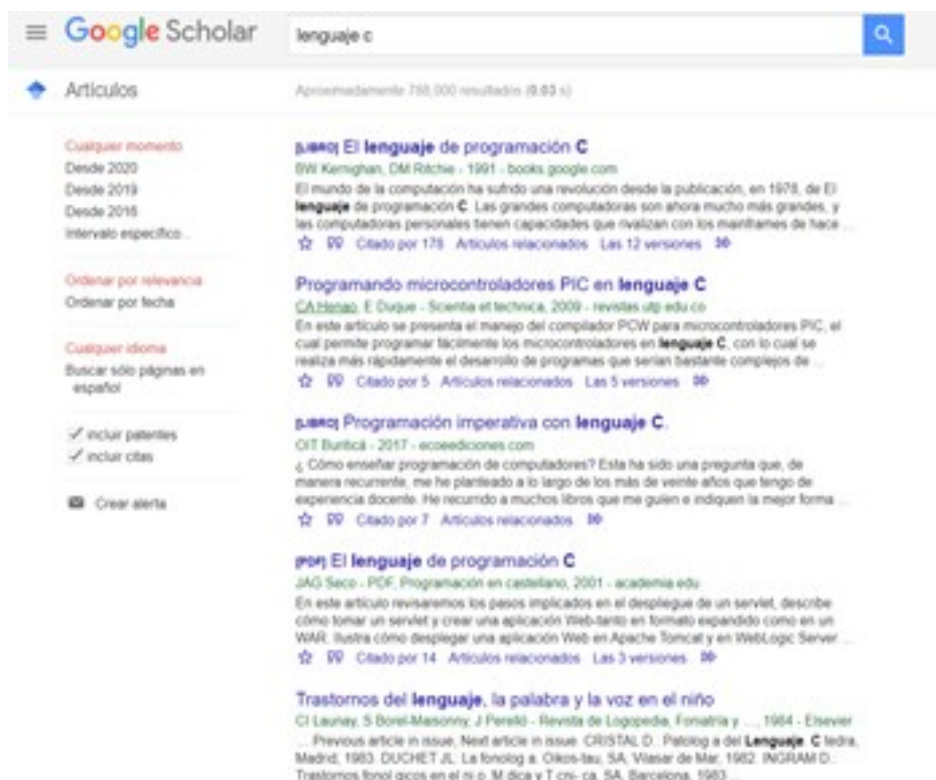 Google Scholar
lenguaje c
Artículos
Aproximadamente 788,000 resultados (0.03 s)
Cualquier momento
Desde 2020
Desde 2019
Desde 2016
Intervalo específico...
Ordenar por relevancia
Ordenar por fecha
Cualquier idioma
Buscar sólo páginas en
español
incluir patentes
incluir citas
Crear alerta
[LIBRO] El lenguaje de programación C
BW Kernighan, DM Ritchie - 1991 - books.google.com
El mundo de la computación ha sufrido una revolución desde la publicación, en 1978, de El
lenguaje de programación C. Las grandes computadoras son ahora mucho más grandes, y
las computadoras personales tienen capacidades que rivalizan con los mainframes de hace ...
Citado por 178 Artículos relacionados Las 12 versiones
Programando microcontroladores PIC en lenguaje C
CA Henao, E Duque - Scientia et technica, 2009 - revistas.utp.edu.co
En este artículo se presenta el manejo del compilador PCW para microcontroladores PIC, el
cual permite programar fácilmente los microcontroladores en lenguaje C, con lo cual se
realiza más rápidamente el desarrollo de programas que serían bastante complejos de ...
Citado por 5 Artículos relacionados Las 5 versiones
[LIBRO] Programación imperativa con lenguaje C.
OIT Buriticá - 2017 - ecoeediciones.com
¿ Cómo enseñar programación de computadores? Esta ha sido una pregunta que, de
manera recurrente, me he planteado a lo largo de los más de veinte años que tengo de
experiencia docente. He recurrido a muchos libros que me guíen e indiquen la mejor forma ...
Citado por 7 Artículos relacionados
[PDF] El lenguaje de programación C
JAG Seco - PDF, Programación en castellano, 2001 - academia.edu
En este artículo revisaremos los pasos implicados en el despliegue de un servlet, describe
cómo tomar un servlet y crear una aplicación Web-tanto en formato expandido como en un
WAR. Ilustra cómo desplegar una aplicación Web en Apache Tomcat y en WebLogic Server ...
Citado por 14 Artículos relacionados Las 3 versiones
Trastornos del lenguaje, la palabra y la voz en el niño
CI Launay, S Borel-Maisonny, J Perelló - Revista de Logopedia, Foniatría y ..., 1984 - Elsevier
... Previous article in issue, Next article in issue. CRISTAL D.: Patolog a del Lenguaje. C tedra,
Madrid, 1983. DUCHET JL: La fonolog a. Oikos-tau, SA, Vilasar de Mar, 1982. INGRAM D.:
Trastornos fonol gicos en el ni o. M dica y T cni- ca, SA, Barcelona, 1983 ...